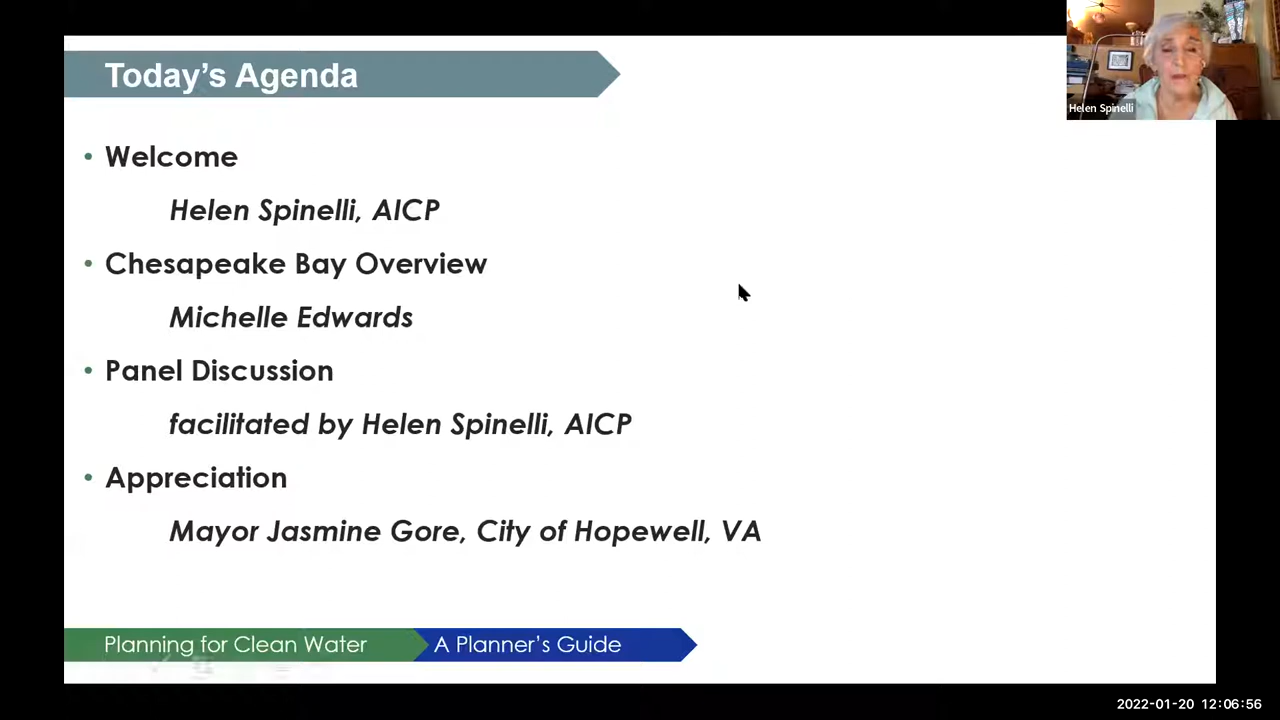 Today's Agenda
Helen Spinelli
• Welcome
Helen Spinelli, AICP
• Chesapeake Bay Overview
Michelle Edwards
• Panel Discussion
facilitated by Helen Spinelli, AICP
• Appreciation
Mayor Jasmine Gore, City of Hopewell, VA
Planning for Clean Water A Planner's Guide
2022-01-20 12:06:56